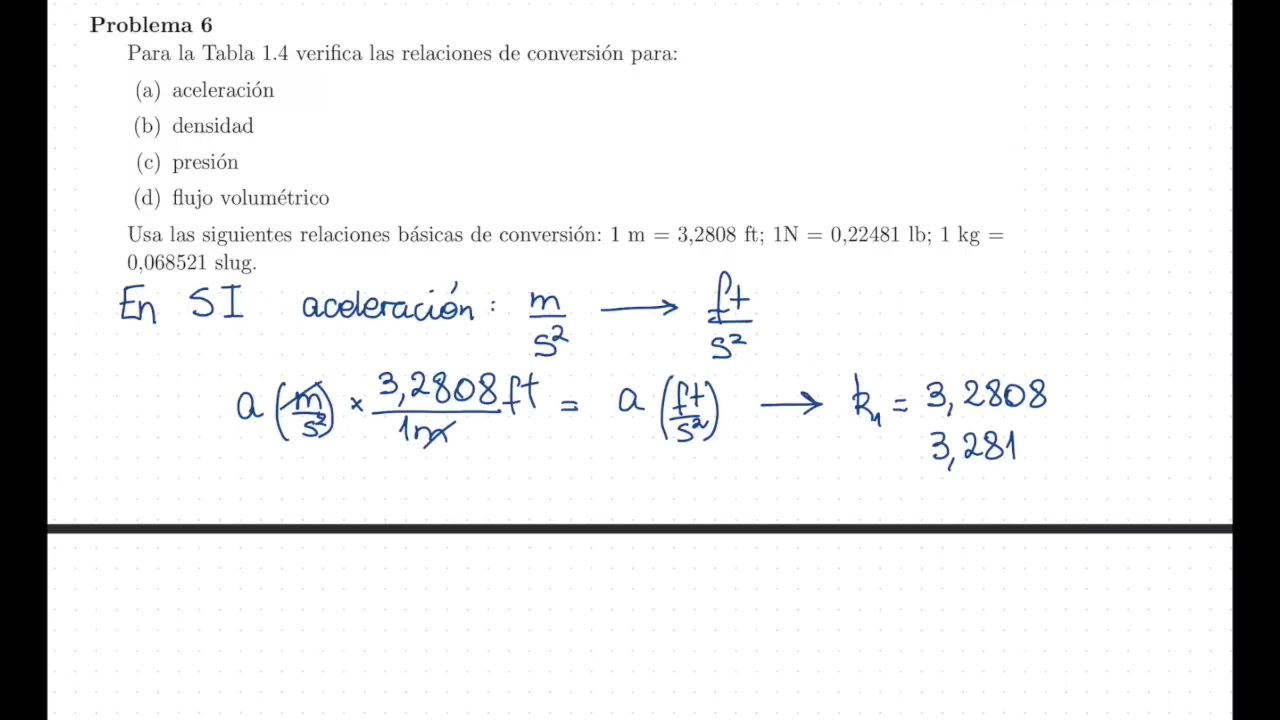 Problema 6
Para la Tabla 1.4 verifica las relaciones de conversión para:
(a) aceleración
(b) densidad
(c) presión
(d) flujo volumétrico
Usa las siguientes relaciones básicas de conversión: 1 m = 3,2808 ft; 1N = 0,22481 lb; 1 kg =
0,068521 slug.
En SI aceleración: m/s² → ft/s²
a (m/s²) × 3,2808 ft/1m = a (ft/s²) → k₁ = 3,2808
3,281